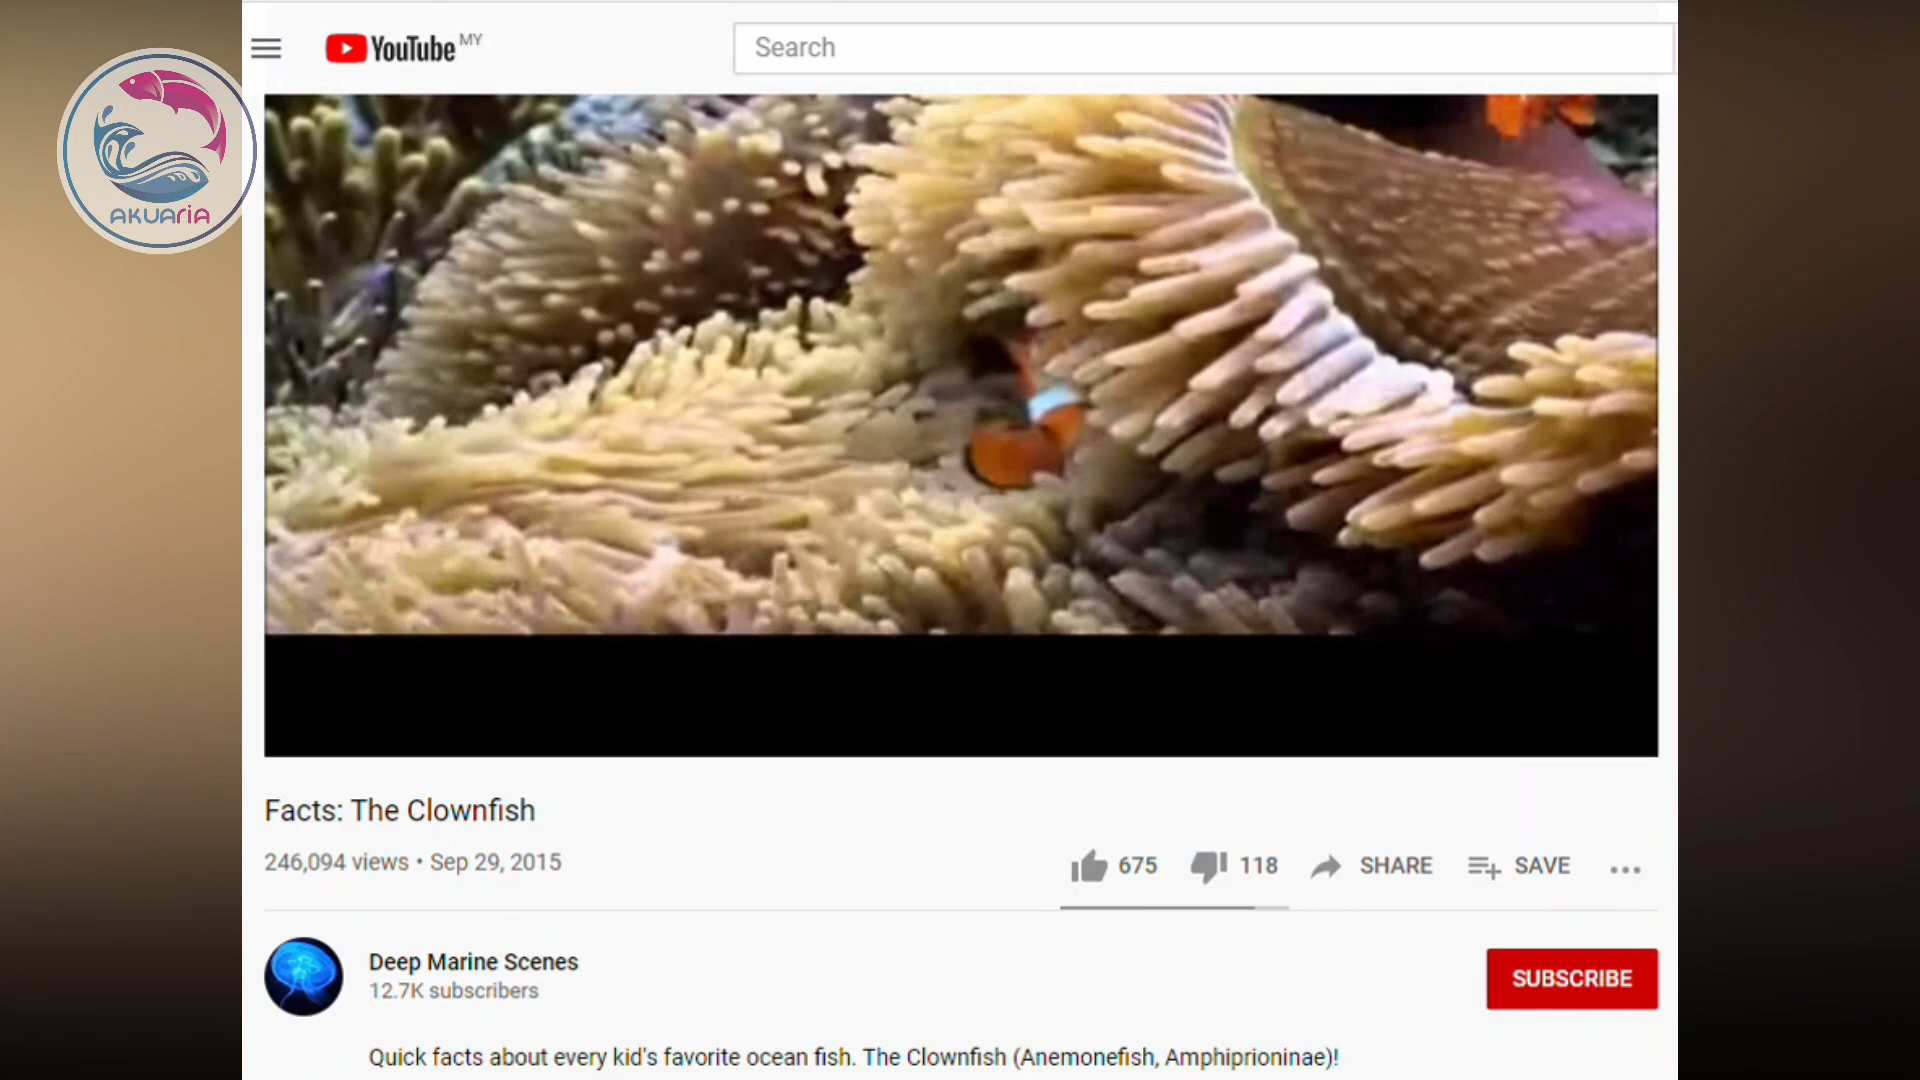 YouTube MY
Search
AKUARIA
Facts: The Clownfish
246,094 views • Sep 29, 2015
675
118
SHARE
SAVE
Deep Marine Scenes
12.7K subscribers
SUBSCRIBE
Quick facts about every kid's favorite ocean fish. The Clownfish (Anemonefish, Amphiprioninae)!